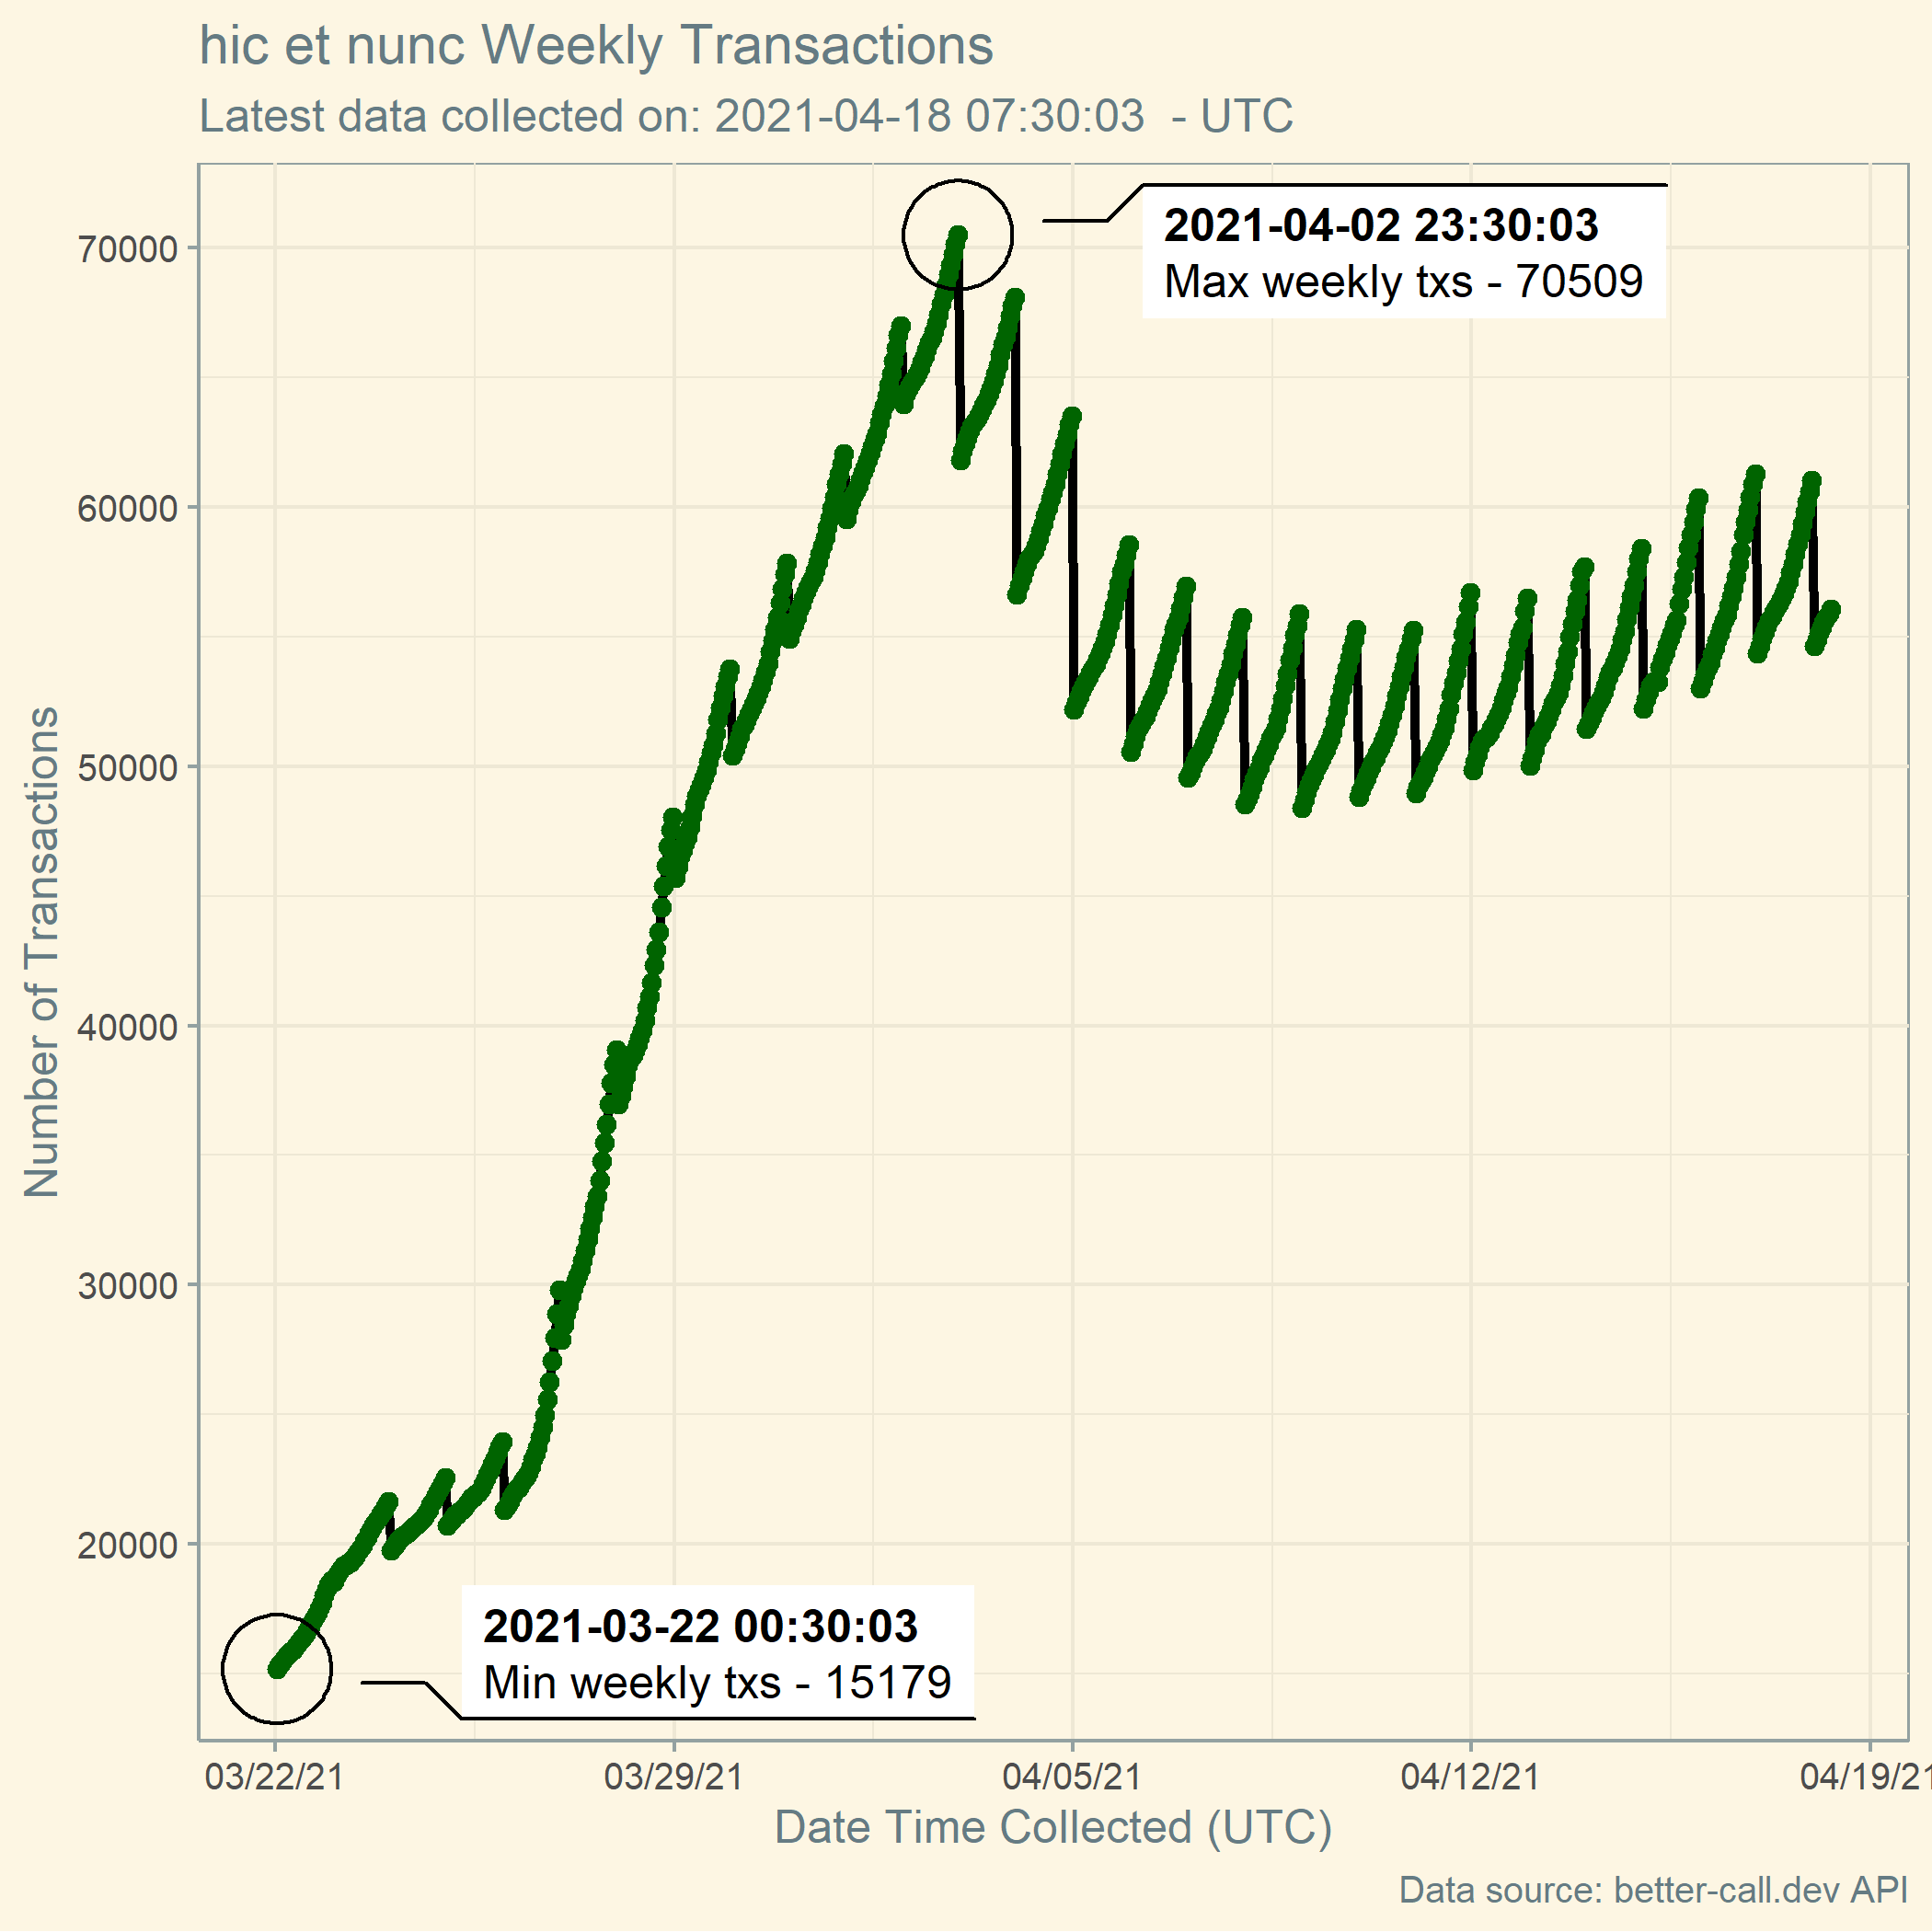 hic et nunc Weekly Transactions
Latest data collected on: 2021-04-18 07:30:03  - UTC
2021-04-02 23:30:03
Max weekly txs - 70509
70000
60000
50000
40000
30000
20000
Number of Transactions
2021-03-22 00:30:03
Min weekly txs - 15179
03/22/21 03/29/21 04/05/21 04/12/21 04/19/21
Date Time Collected (UTC)
Data source: better-call.dev API